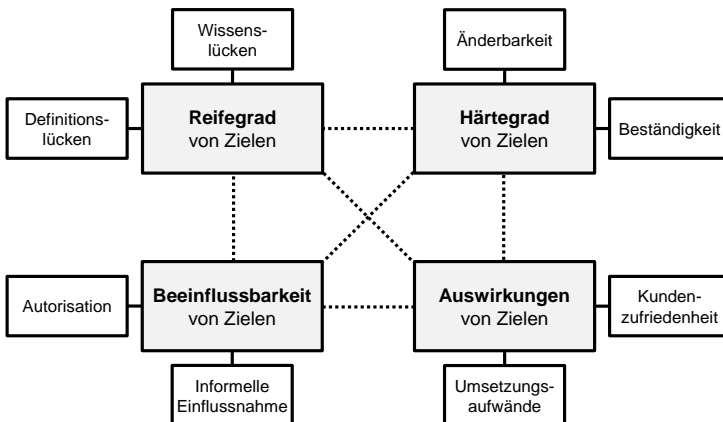 Wissens-
lücken
Änderbarkeit
Definitions-
lücken
Reifegrad
von Zielen
Härtegrad
von Zielen
Beständigkeit
Autorisation
Beeinflussbarkeit
von Zielen
Auswirkungen
von Zielen
Kunden-
zufriedenheit
Informelle
Einflussnahme
Umsetzungs-
aufwände